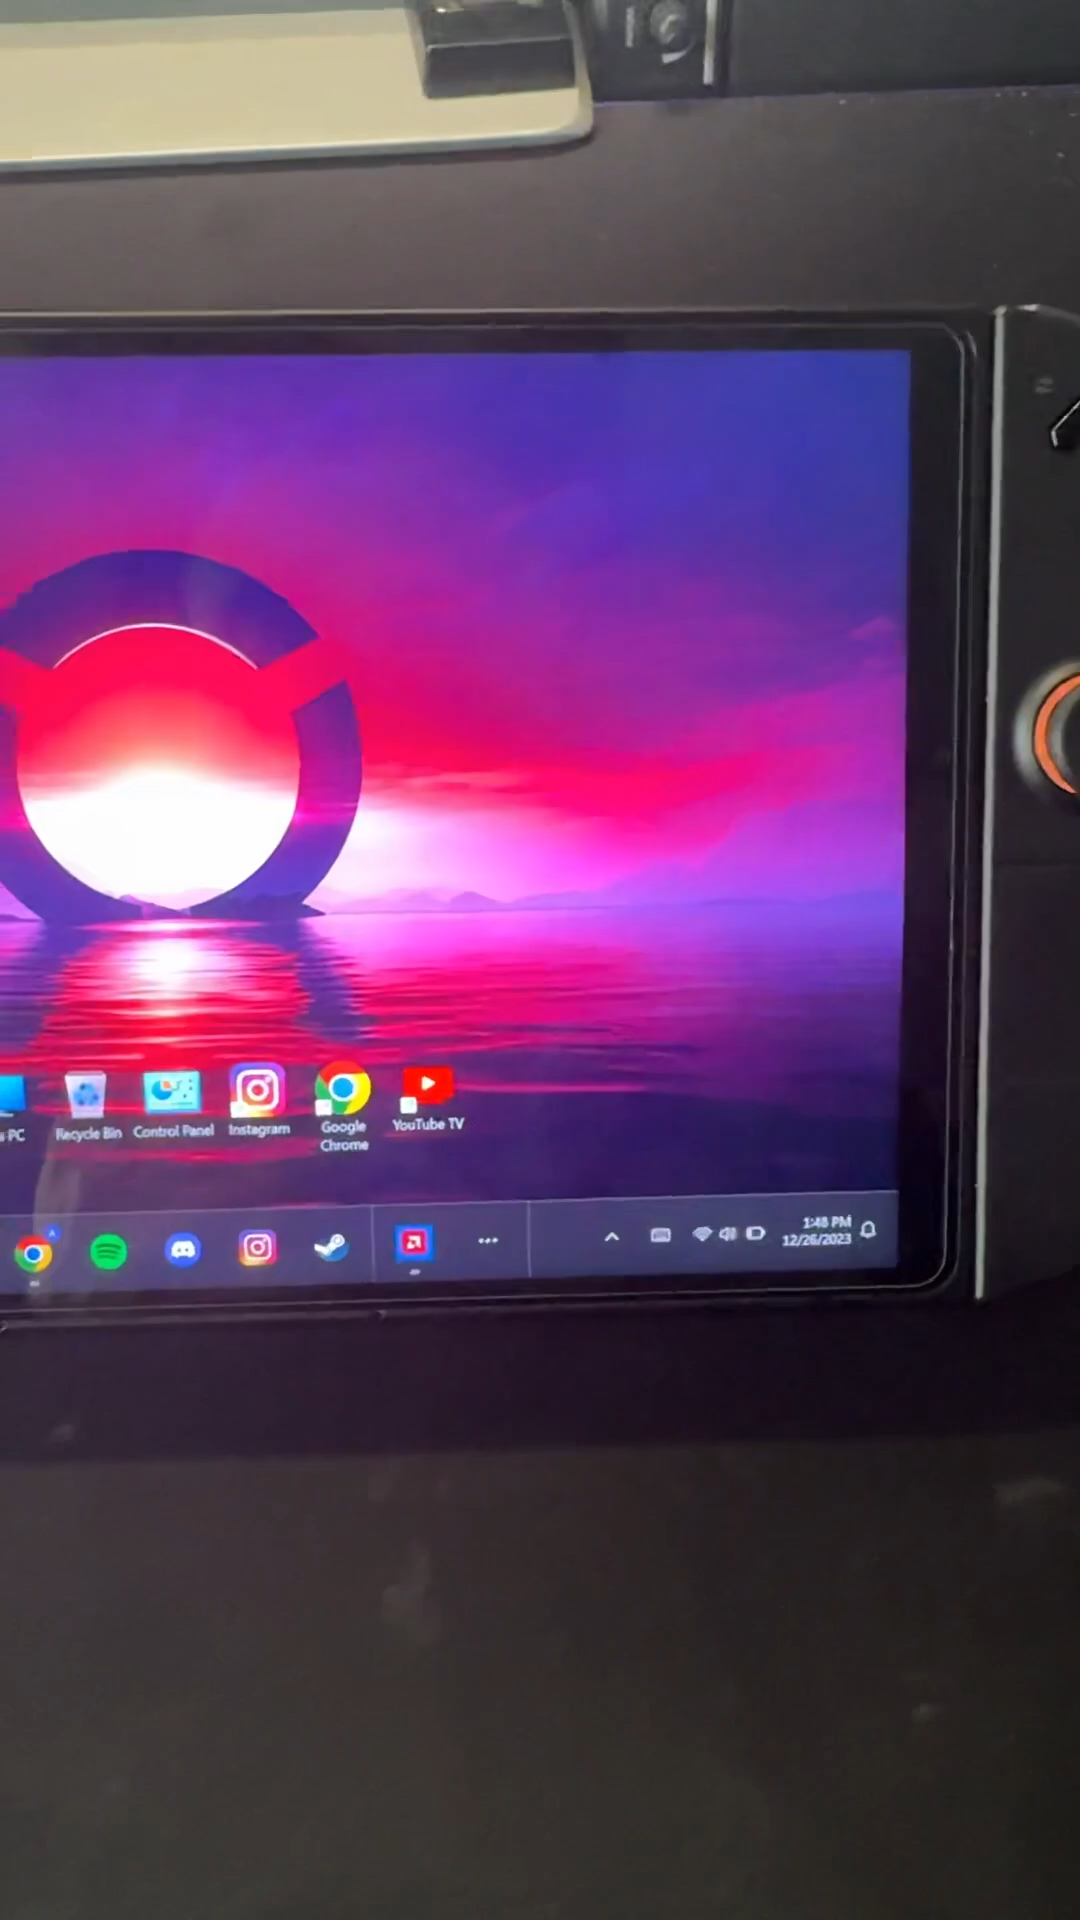 PC
Recycle Bin
Control Panel
Instagram
Google
Chrome
YouTube TV
1:48 PM
12/26/2023